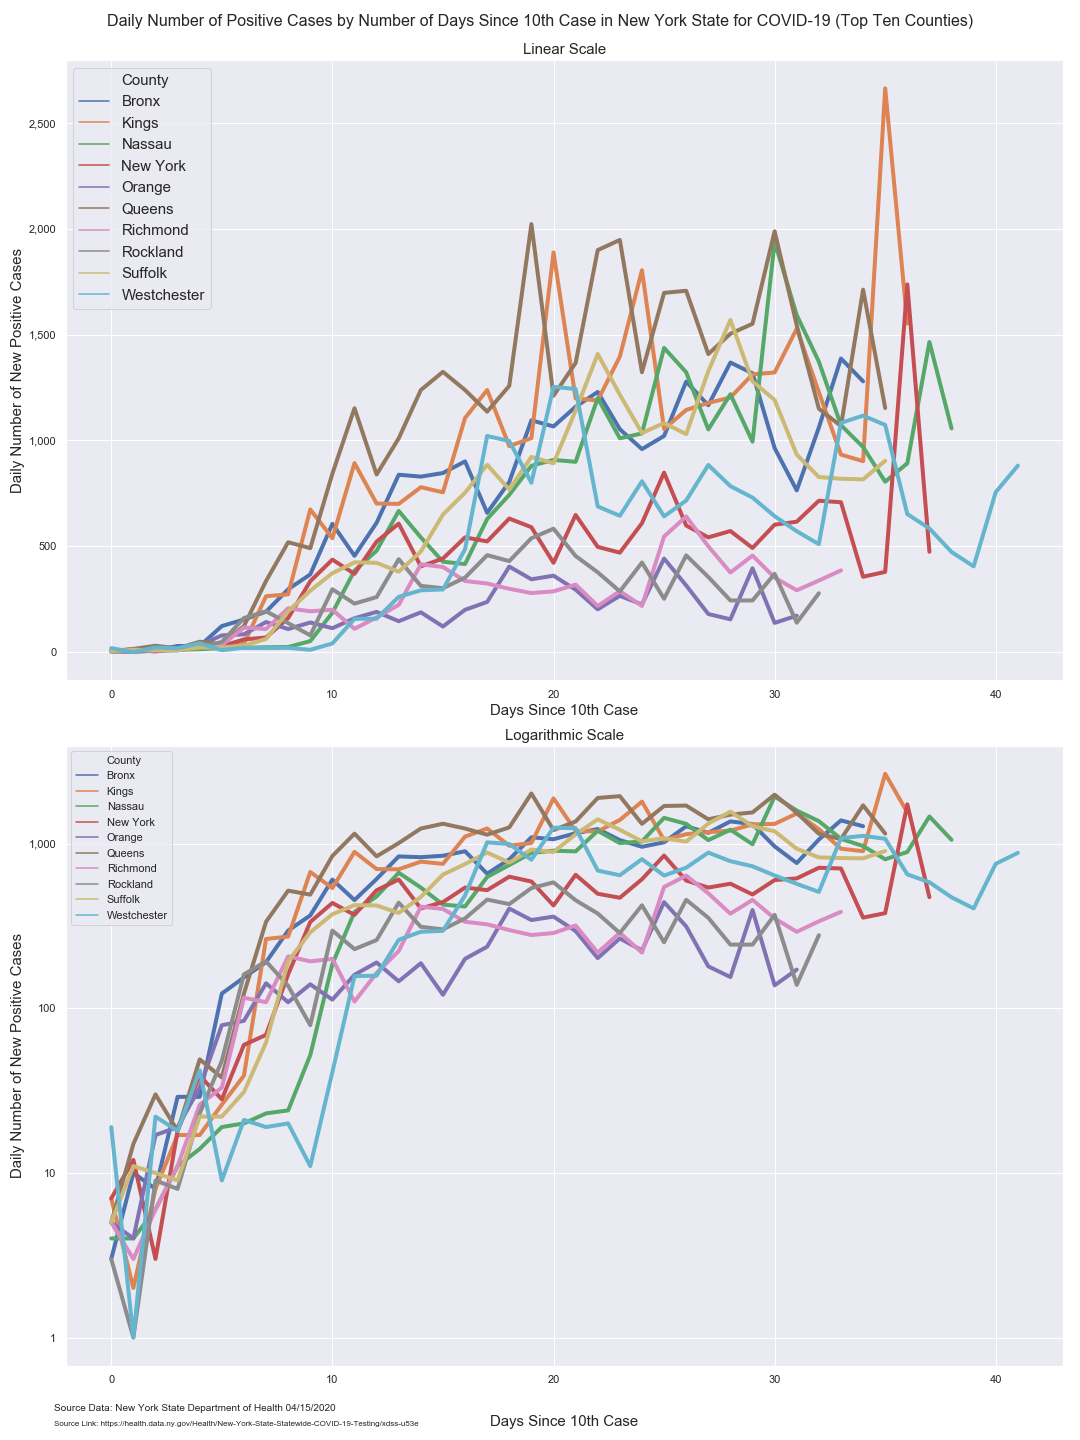 Daily Number of Positive Cases by Number of Days Since 10th Case in New York State for COVID-19 (Top Ten Counties)
Linear Scale
County
Bronx
Kings
Nassau
New York
Orange
Queens
Richmond
Rockland
Suffolk
Westchester
Daily Number of New Positive Cases
2,500
2,000
1,500
1,000
500
0
0 10 20 30 40
Days Since 10th Case
Logarithmic Scale
County
Bronx
Kings
Nassau
New York
Orange
Queens
Richmond
Rockland
Suffolk
Westchester
Daily Number of New Positive Cases
1,000
100
10
1
0 10 20 30 40
Days Since 10th Case
Source Data: New York State Department of Health 04/15/2020
Source Link: https://health.data.ny.gov/Health/New-York-State-Statewide-COVID-19-Testing/xdss-u53e